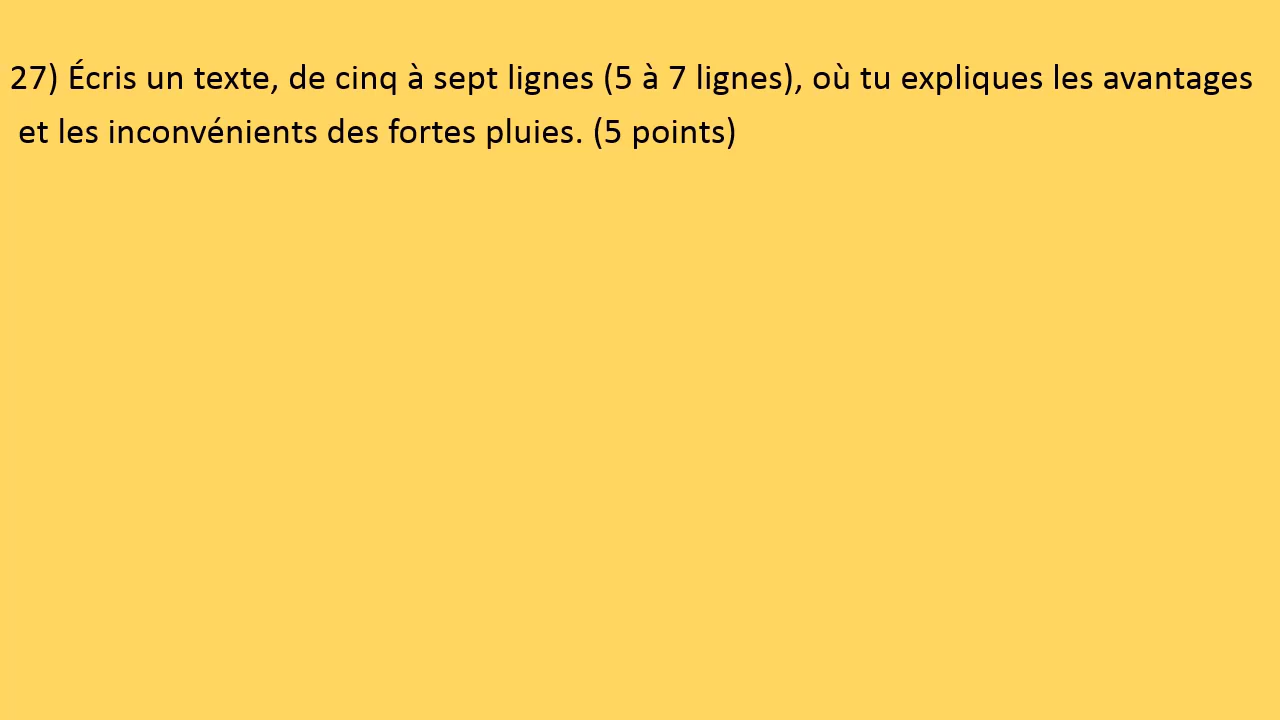 27) Écris un texte, de cinq à sept lignes (5 à 7 lignes), où tu expliques les avantages
et les inconvénients des fortes pluies. (5 points)